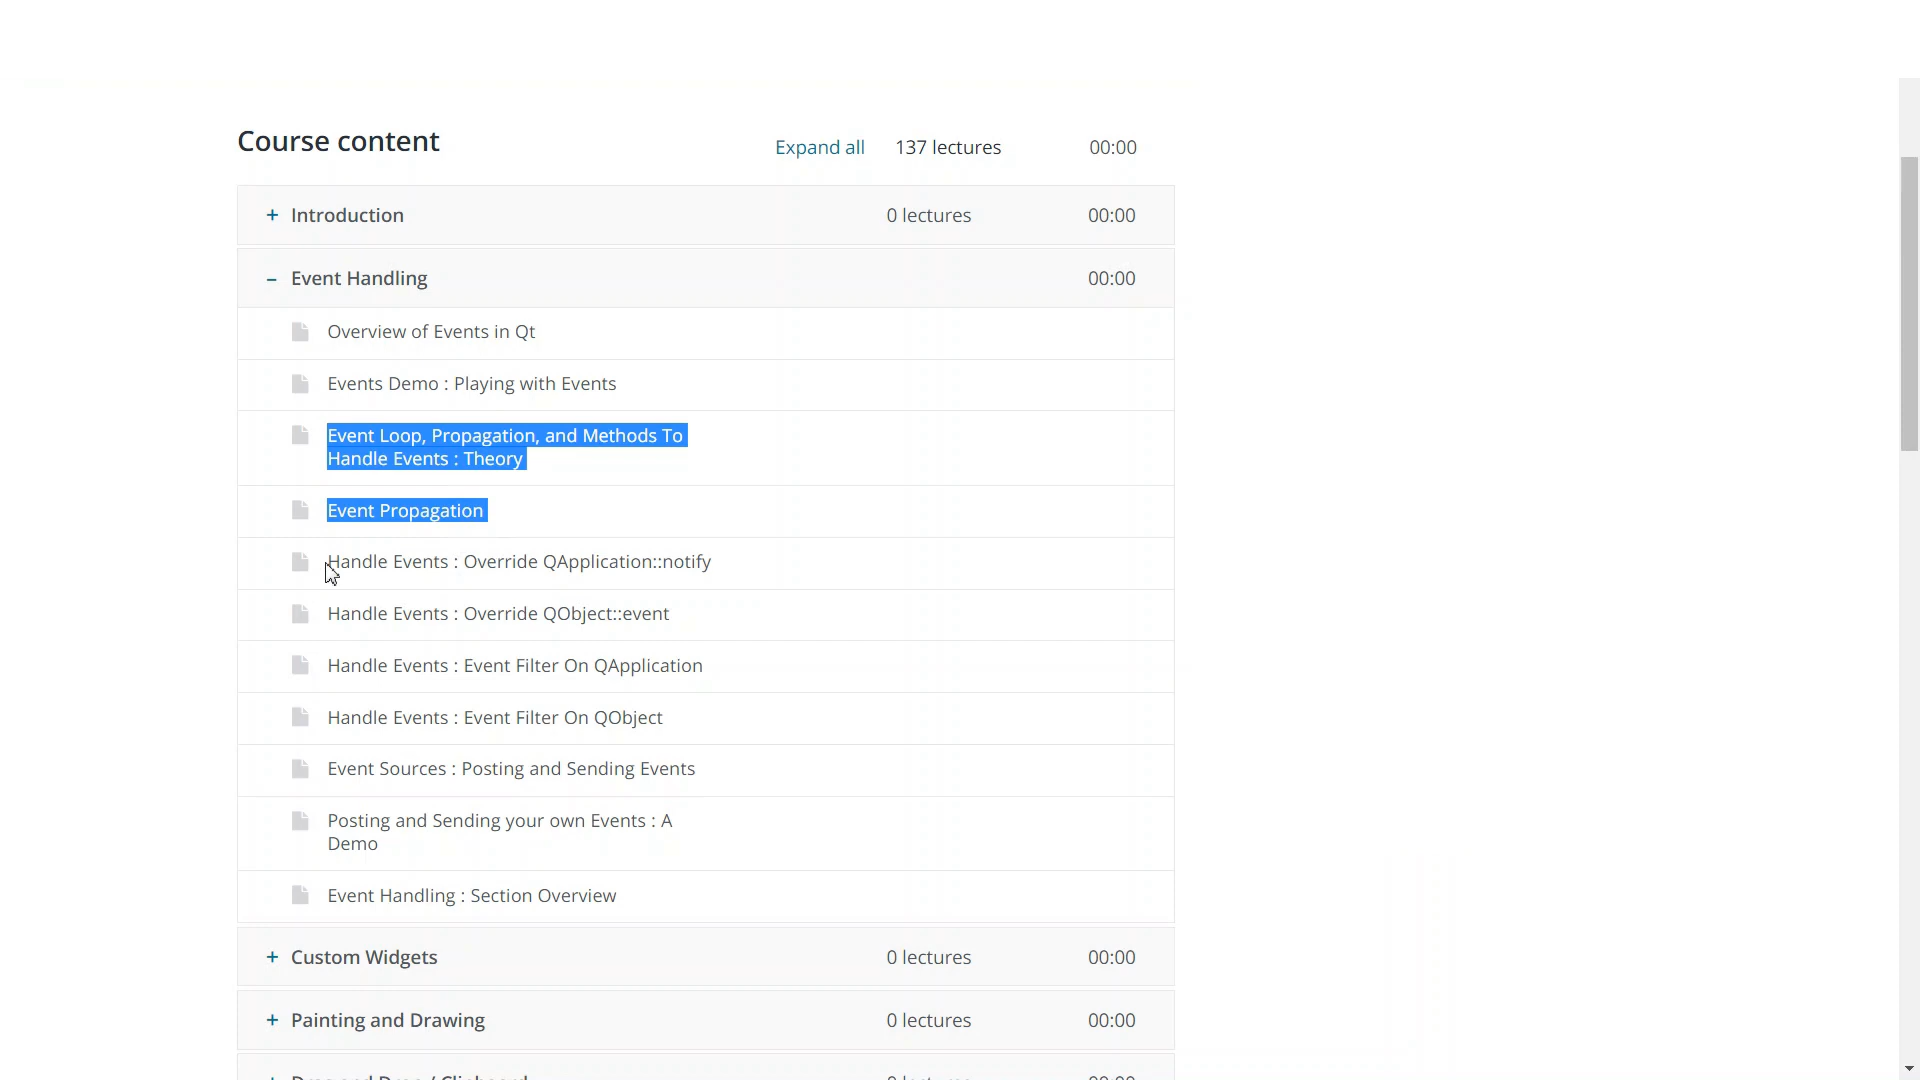 Course content
Expand all 137 lectures 00:00
+ Introduction 0 lectures 00:00
– Event Handling 00:00
Overview of Events in Qt
Events Demo : Playing with Events
Event Loop, Propagation, and Methods To
Handle Events : Theory
Event Propagation
Handle Events : Override QApplication::notify
Handle Events : Override QObject::event
Handle Events : Event Filter On QApplication
Handle Events : Event Filter On QObject
Event Sources : Posting and Sending Events
Posting and Sending your own Events : A
Demo
Event Handling : Section Overview
+ Custom Widgets 0 lectures 00:00
+ Painting and Drawing 0 lectures 00:00